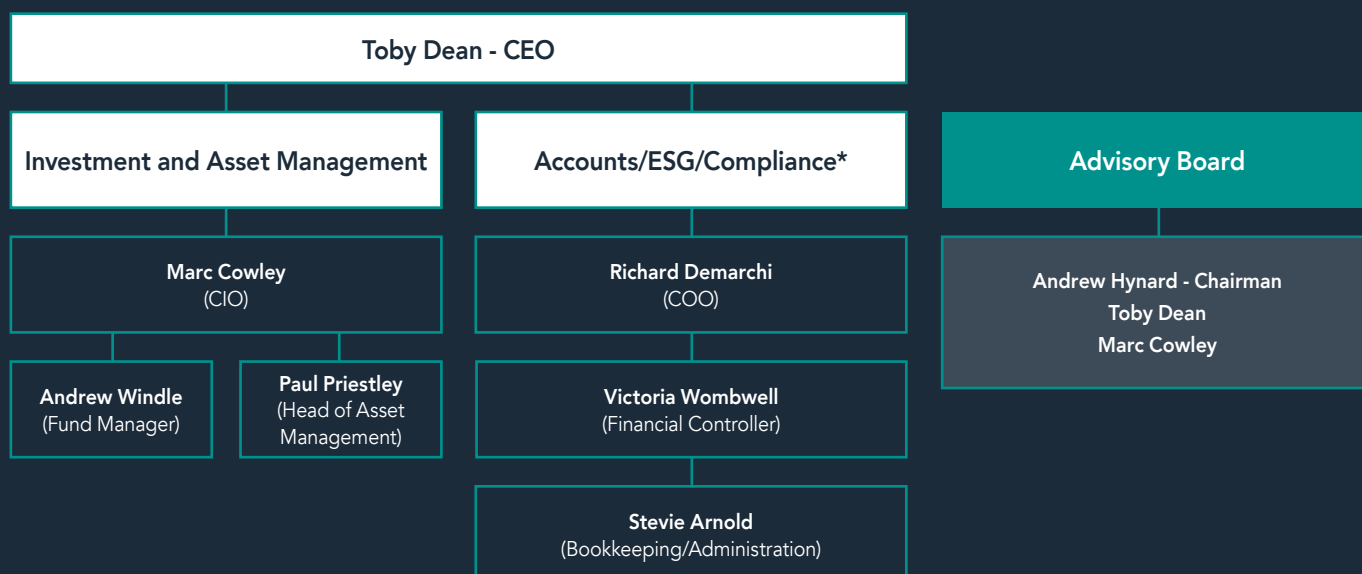 Toby Dean - CEO
Investment and Asset Management
Accounts/ESG/Compliance*
Advisory Board
Marc Cowley
(CIO)
Richard Demarchi
(COO)
Andrew Hynard - Chairman
Toby Dean
Marc Cowley
Andrew Windle
(Fund Manager)
Paul Priestley
(Head of Asset
Management)
Victoria Wombwell
(Financial Controller)
Stevie Arnold
(Bookkeeping/Administration)